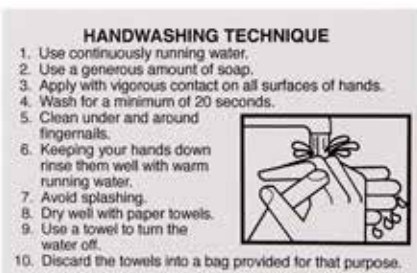 HANDWASHING TECHNIQUE
1. Use continuously running water.
2. Use a generous amount of soap.
3. Apply with vigorous contact on all surfaces of hands.
4. Wash for a minimum of 20 seconds.
5. Clean under and around
fingernails.
6. Keeping your hands down
rinse them well with warm
running water.
7. Avoid splashing.
8. Dry well with paper towels.
9. Use a towel to turn the
water off.
10. Discard the towels into a bag provided for that purpose.